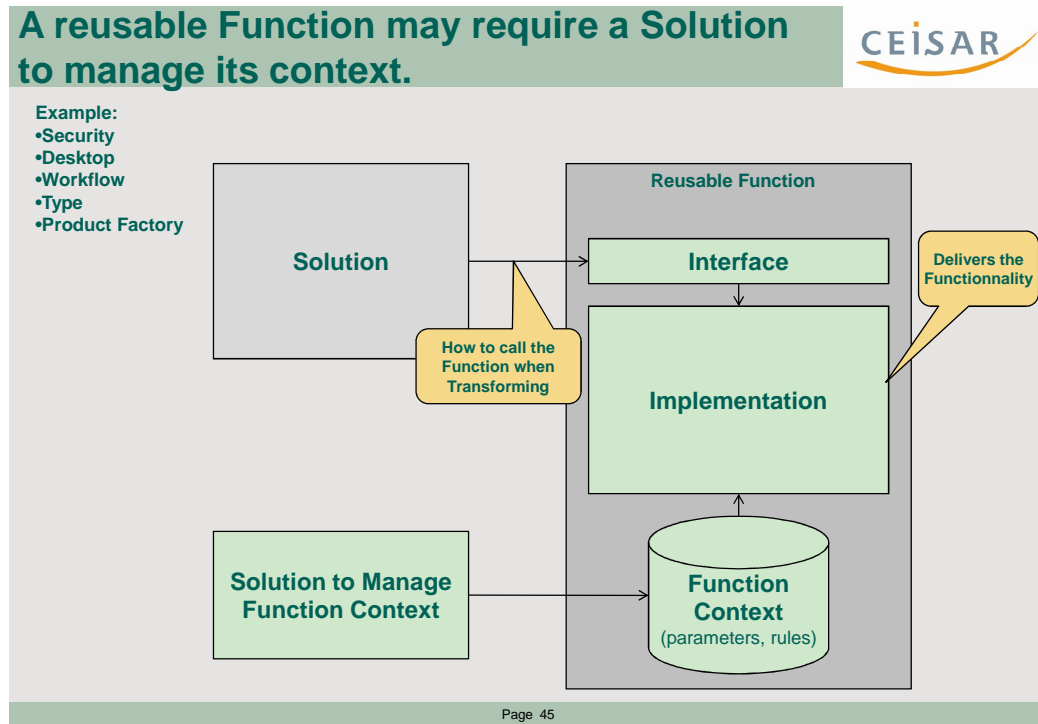 A reusable Function may require a Solution
to manage its context.
CEISAR
Example:
•Security
•Desktop
•Workflow
•Type
•Product Factory
Solution
Reusable Function
Interface
Delivers the
Functionnality
How to call the
Function when
Transforming
Implementation
Solution to Manage
Function Context
Function
Context
(parameters, rules)
Page 45